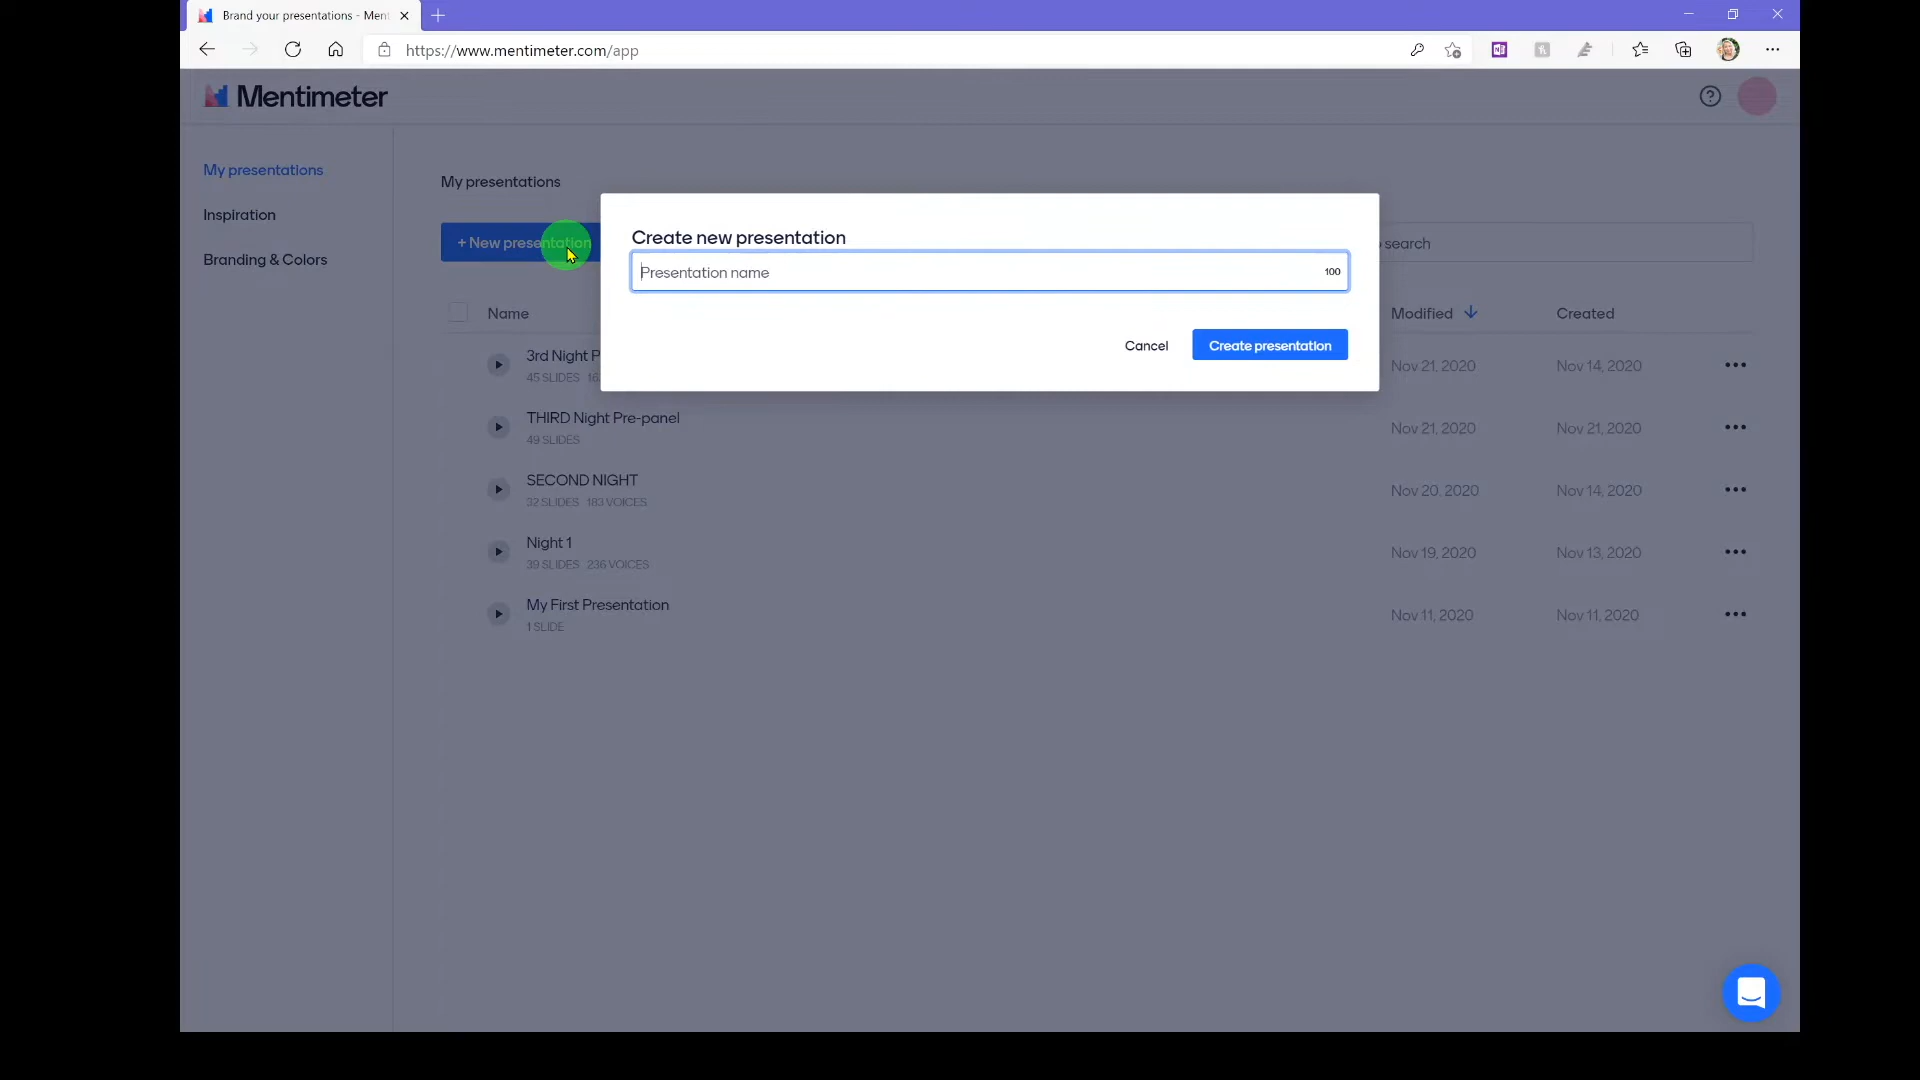 Brand your presentations - Ment
https://www.mentimeter.com/app
Mentimeter
My presentations
Inspiration
Branding & Colors
My presentations
+ New presentation
search
Create new presentation
Presentation name
100
Cancel
Create presentation
Name
Modified
Created
3rd Night P
45 SLIDES
Nov 21, 2020
Nov 14, 2020
THIRD Night Pre-panel
49 SLIDES
Nov 21, 2020
Nov 21, 2020
SECOND NIGHT
32 SLIDES 183 VOICES
Nov 20, 2020
Nov 14, 2020
Night 1
39 SLIDES 236 VOICES
Nov 19, 2020
Nov 13, 2020
My First Presentation
1 SLIDE
Nov 11, 2020
Nov 11, 2020